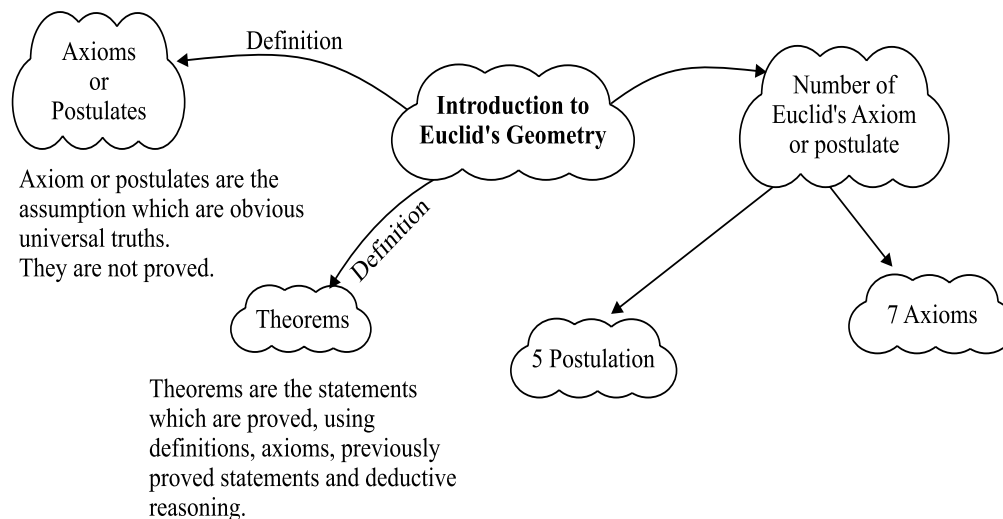 Axioms
or
Postulates
Definition
Introduction to
Euclid's Geometry
Number of
Euclid's Axiom
or postulate
Axiom or postulates are the
assumption which are obvious
universal truths.
They are not proved.
Definition
Theorems
5 Postulation
7 Axioms
Theorems are the statements
which are proved, using
definitions, axioms, previously
proved statements and deductive
reasoning.